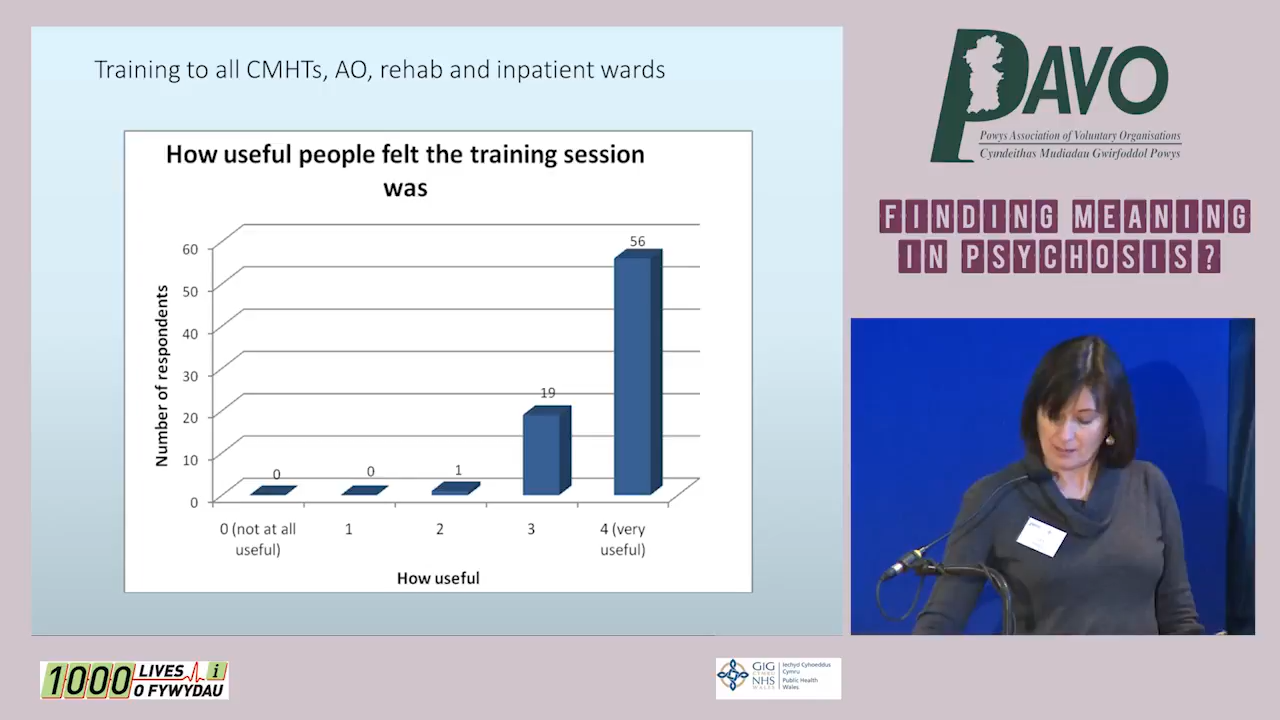 Training to all CMHTs, AO, rehab and inpatient wards
How useful people felt the training session
was
Number of respondents
60
50
40
30
20
10
0
0
0
1
19
56
0 (not at all
useful)
1
2
3
4 (very
useful)
How useful
PAVO
Powys Association of Voluntary Organisations
Cymdeithas Mudiadau Gwirfoddol Powys
FINDING MEANING
IN PSYCHOSIS?
1000 LIVES i
O FYWYDAU
GIG
CYMRU
NHS
WALES
Iechyd Cyhoeddus
Cymru
Public Health
Wales